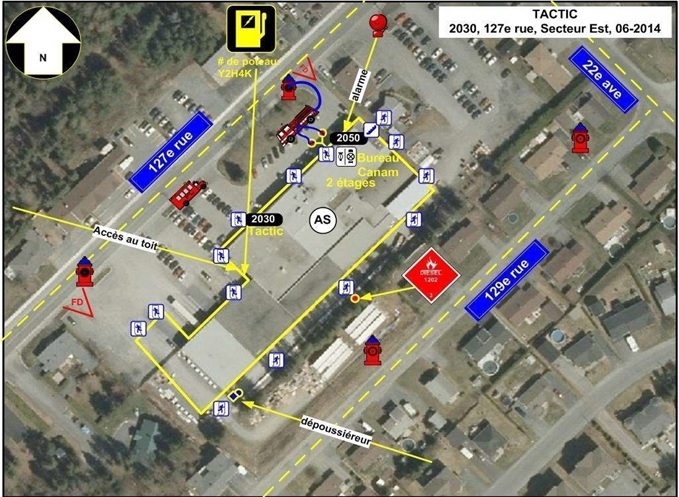 TACTIC
2030, 127e rue, Secteur Est, 06-2014
N
# de poteau
Y2H4K
alarme
22e ave
127e rue
2050
Bureau
Canam
2 étages
2030
Tactic
AS
Accès au toit
FD
DIESEL
1202
3
129e rue
dépoussiéreur